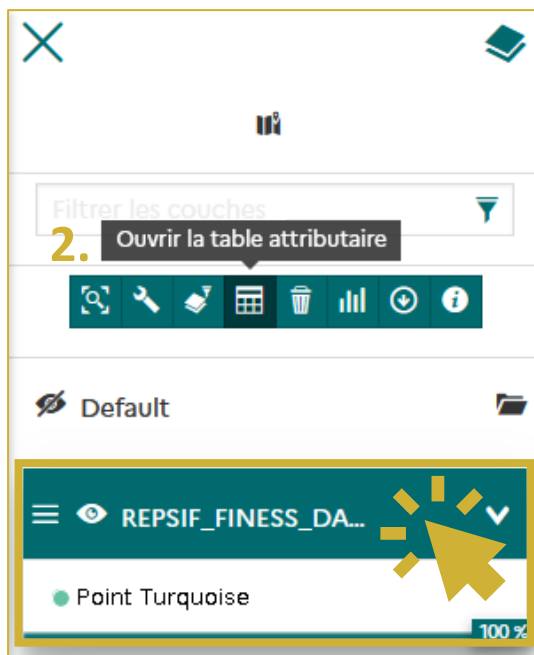 Filtrer les couches
2.
Ouvrir la table attributaire
Default
REPSIF_FINESS_DA...
Point Turquoise
100 %